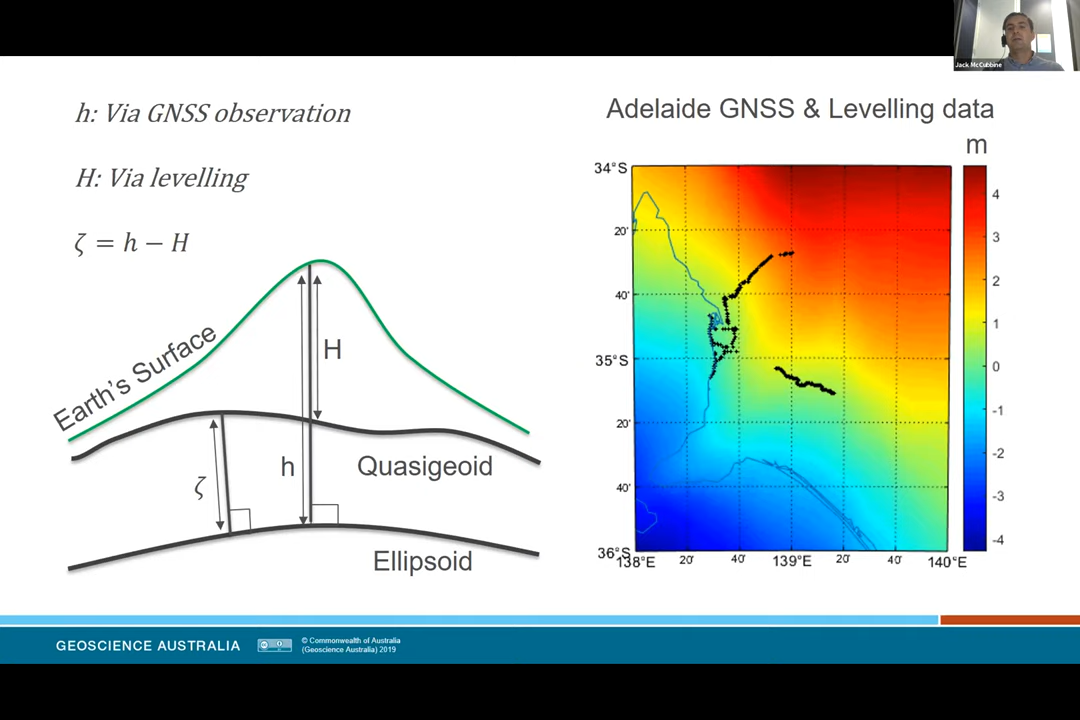 Jack McCubbine
h: Via GNSS observation
H: Via levelling
ζ = h − H
Earth's Surface
H
h
ζ
Quasigeoid
Ellipsoid
Adelaide GNSS & Levelling data
m
34°S
20'
40'
35°S
20'
40'
36°S
138°E
20'
40'
139°E
20'
40'
140°E
4
3
2
1
0
-1
-2
-3
-4
GEOSCIENCE AUSTRALIA
© Commonwealth of Australia
(Geoscience Australia) 2019